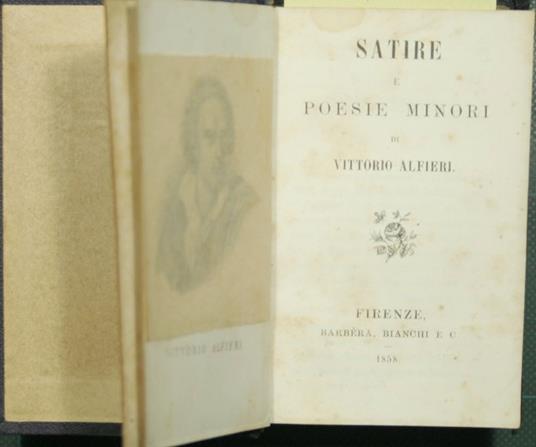 SATIRE
E
POESIE MINORI
DI
VITTORIO ALFIERI.
FIRENZE,
BARBÈRA, BIANCHI E C
1858
VITTORIO ALFIERI